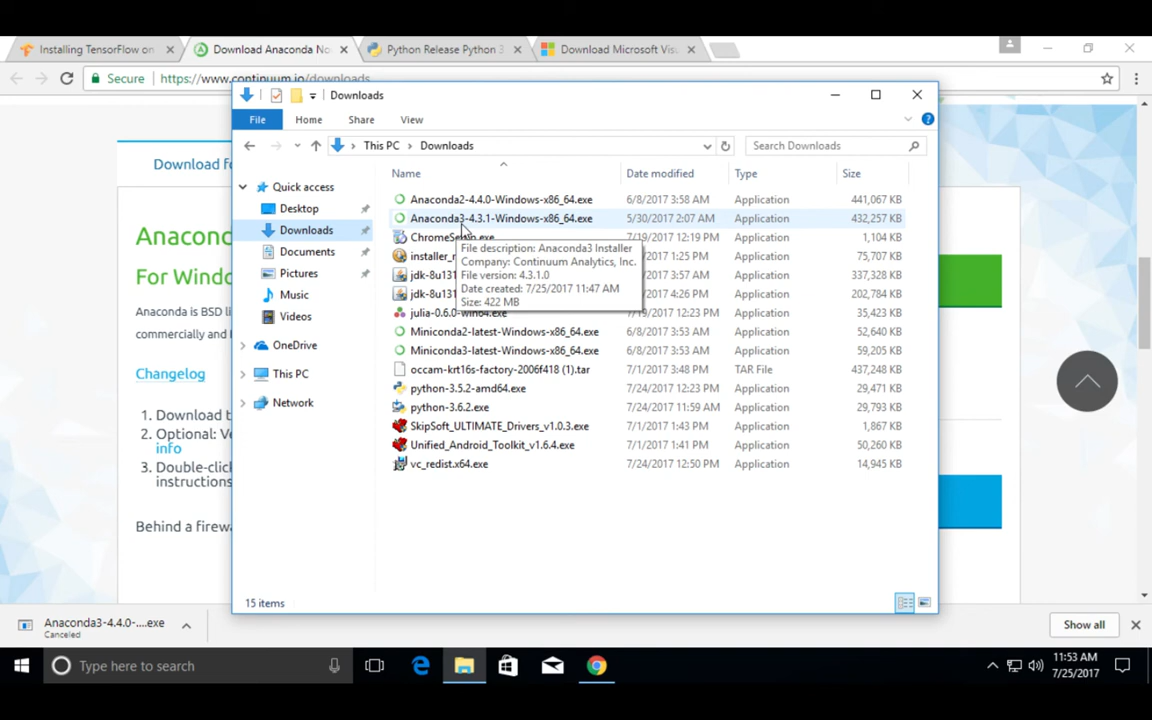 Installing TensorFlow on
Download Anaconda No
Python Release Python 3
Download Microsoft Vis
Secure
https://www.continuum.io/downloads
Downloads
File
Home
Share
View
This PC
Downloads
Search Downloads
Name
Date modified
Type
Size
Quick access
Desktop
Downloads
Documents
Pictures
Music
Videos
OneDrive
This PC
Network
Anaconda2-4.4.0-Windows-x86_64.exe 6/8/2017 3:58 AM Application 441,067 KB
Anaconda3-4.3.1-Windows-x86_64.exe 5/30/2017 2:07 AM Application 432,257 KB
ChromeSetup.exe 7/19/2017 12:19 PM Application 1,104 KB
installer_r 1:25 PM Application 75,707 KB
jdk-8u131 3:57 AM Application 337,328 KB
jdk-8u131 4:26 PM Application 202,784 KB
julia-0.6.0-win64.exe 7/19/2017 12:23 PM Application 35,423 KB
Miniconda2-latest-Windows-x86_64.exe 6/8/2017 3:53 AM Application 52,640 KB
Miniconda3-latest-Windows-x86_64.exe 6/8/2017 3:53 AM Application 59,205 KB
occam-krt16s-factory-2006f418 (1).tar 7/1/2017 3:48 PM TAR File 437,248 KB
python-3.5.2-amd64.exe 7/24/2017 12:23 PM Application 29,471 KB
python-3.6.2.exe 7/24/2017 11:59 AM Application 29,793 KB
SkipSoft_ULTIMATE_Drivers_v1.0.3.exe 7/1/2017 1:43 PM Application 1,867 KB
Unified_Android_Toolkit_v1.6.4.exe 7/1/2017 1:41 PM Application 50,260 KB
vc_redist.x64.exe 7/24/2017 12:50 PM Application 14,945 KB
File description: Anaconda3 Installer
Company: Continuum Analytics, Inc.
File version: 4.3.1.0
Date created: 7/25/2017 11:47 AM
Size: 422 MB
15 items
Download fo
Anacon
For Windo
Anaconda is BSD li
commercially and
Changelog
1. Download t
2. Optional: Ve
info
3. Double-click
instructions
Behind a firewa
Anaconda3-4.4.0-....exe
Canceled
Show all
Type here to search
11:53 AM
7/25/2017